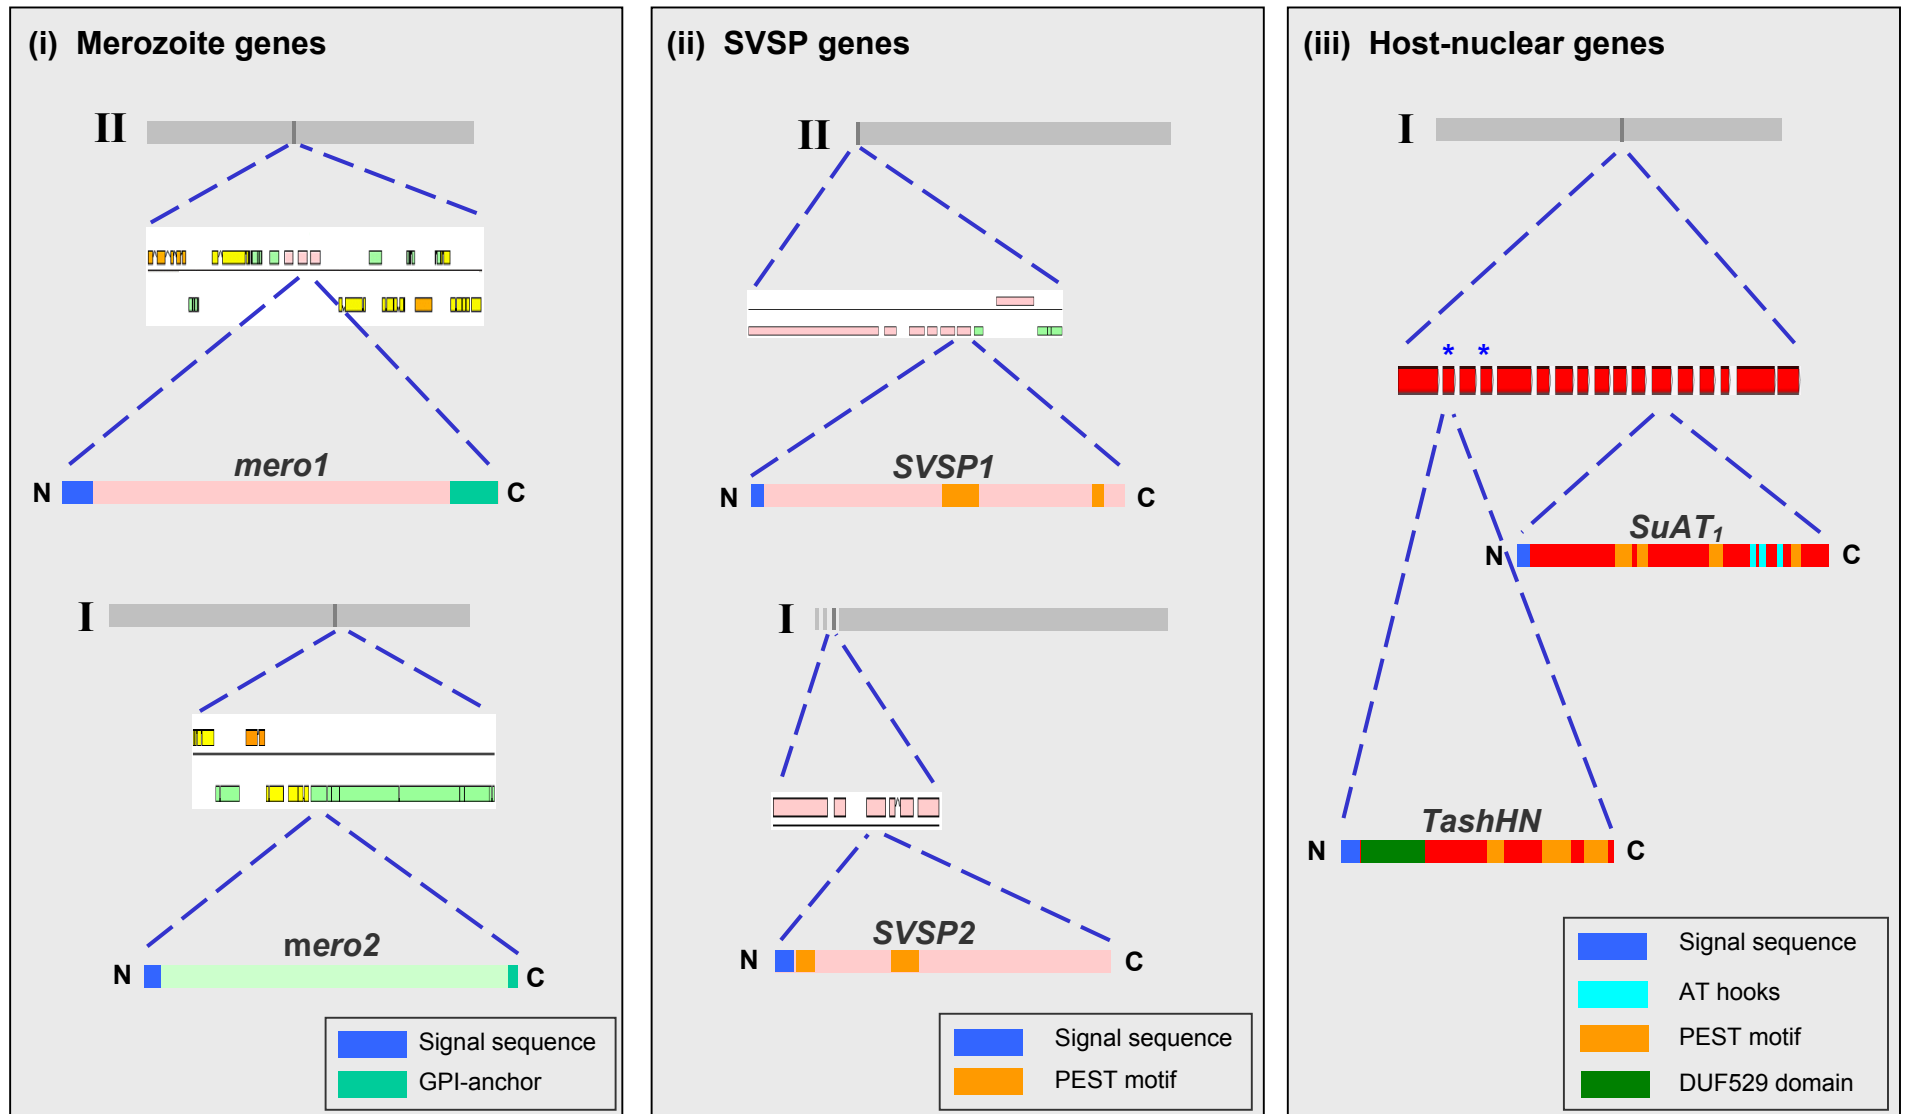 (i) Merozoite genes
II
N
mero1
C
I
N
mero2
C
Signal sequence
GPI-anchor
(ii) SVSP genes
II
N
SVSP1
C
I
N
SVSP2
C
Signal sequence
PEST motif
(iii) Host-nuclear genes
I
* *
N
SuAT1
C
N
TashHN
C
Signal sequence
AT hooks
PEST motif
DUF529 domain